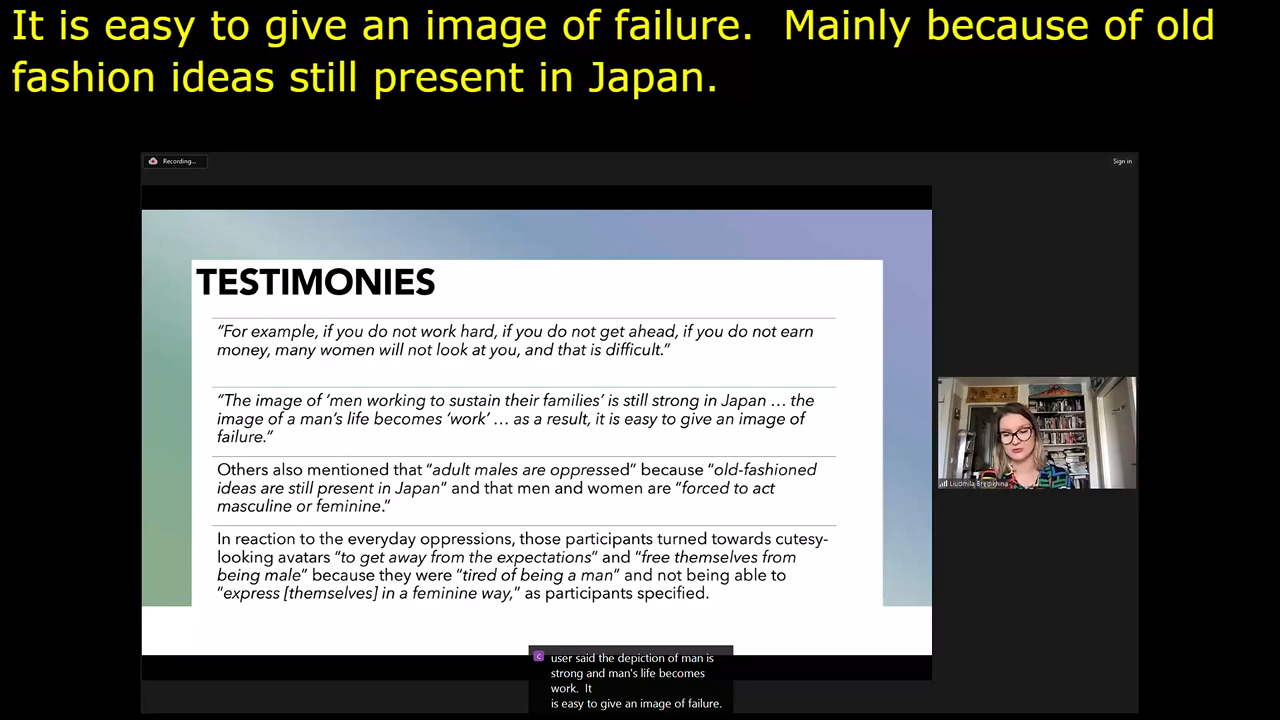 It is easy to give an image of failure.  Mainly because of old
fashion ideas still present in Japan.
Recording...
Sign in
TESTIMONIES
“For example, if you do not work hard, if you do not get ahead, if you do not earn
money, many women will not look at you, and that is difficult.”
“The image of ‘men working to sustain their families’ is still strong in Japan … the
image of a man’s life becomes ‘work’ … as a result, it is easy to give an image of
failure.”
Others also mentioned that “adult males are oppressed” because “old-fashioned
ideas are still present in Japan” and that men and women are “forced to act
masculine or feminine.”
In reaction to the everyday oppressions, those participants turned towards cutesy-
looking avatars “to get away from the expectations” and “free themselves from
being male” because they were “tired of being a man” and not being able to
“express [themselves] in a feminine way,” as participants specified.
Liudmila Bredikhina
C
user said the depiction of man is
strong and man's life becomes
work.  It
is easy to give an image of failure.